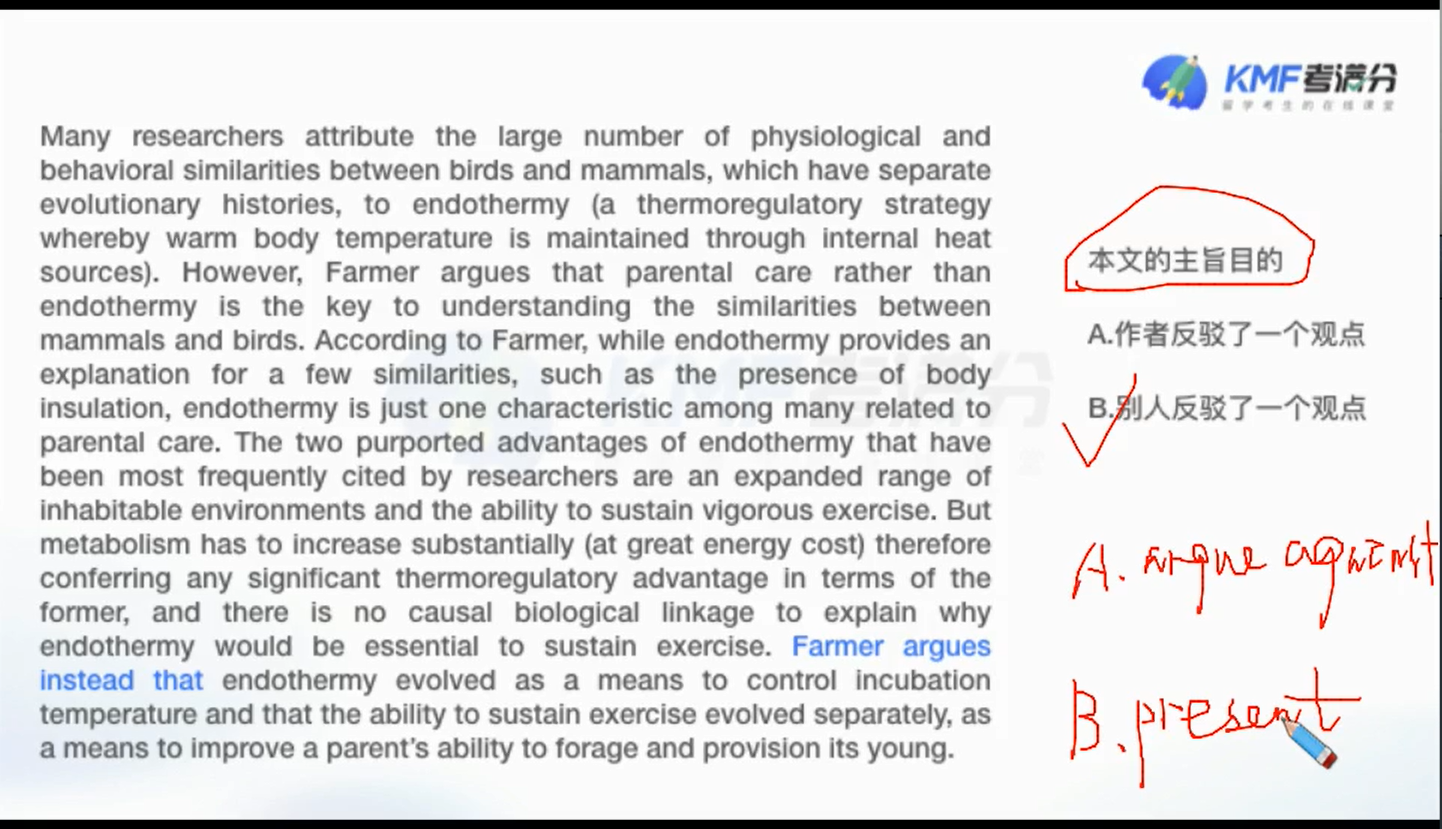 KMF考满分
留学考生的在线课堂
Many researchers attribute the large number of physiological and
behavioral similarities between birds and mammals, which have separate
evolutionary histories, to endothermy (a thermoregulatory strategy
whereby warm body temperature is maintained through internal heat
sources). However, Farmer argues that parental care rather than
endothermy is the key to understanding the similarities between
mammals and birds. According to Farmer, while endothermy provides an
explanation for a few similarities, such as the presence of body
insulation, endothermy is just one characteristic among many related to
parental care. The two purported advantages of endothermy that have
been most frequently cited by researchers are an expanded range of
inhabitable environments and the ability to sustain vigorous exercise. But
metabolism has to increase substantially (at great energy cost) therefore
conferring any significant thermoregulatory advantage in terms of the
former, and there is no causal biological linkage to explain why
endothermy would be essential to sustain exercise. Farmer argues
instead that endothermy evolved as a means to control incubation
temperature and that the ability to sustain exercise evolved separately, as
a means to improve a parent's ability to forage and provision its young.
本文的主旨目的
A.作者反驳了一个观点
B.别人反驳了一个观点
A. argue against
B. present